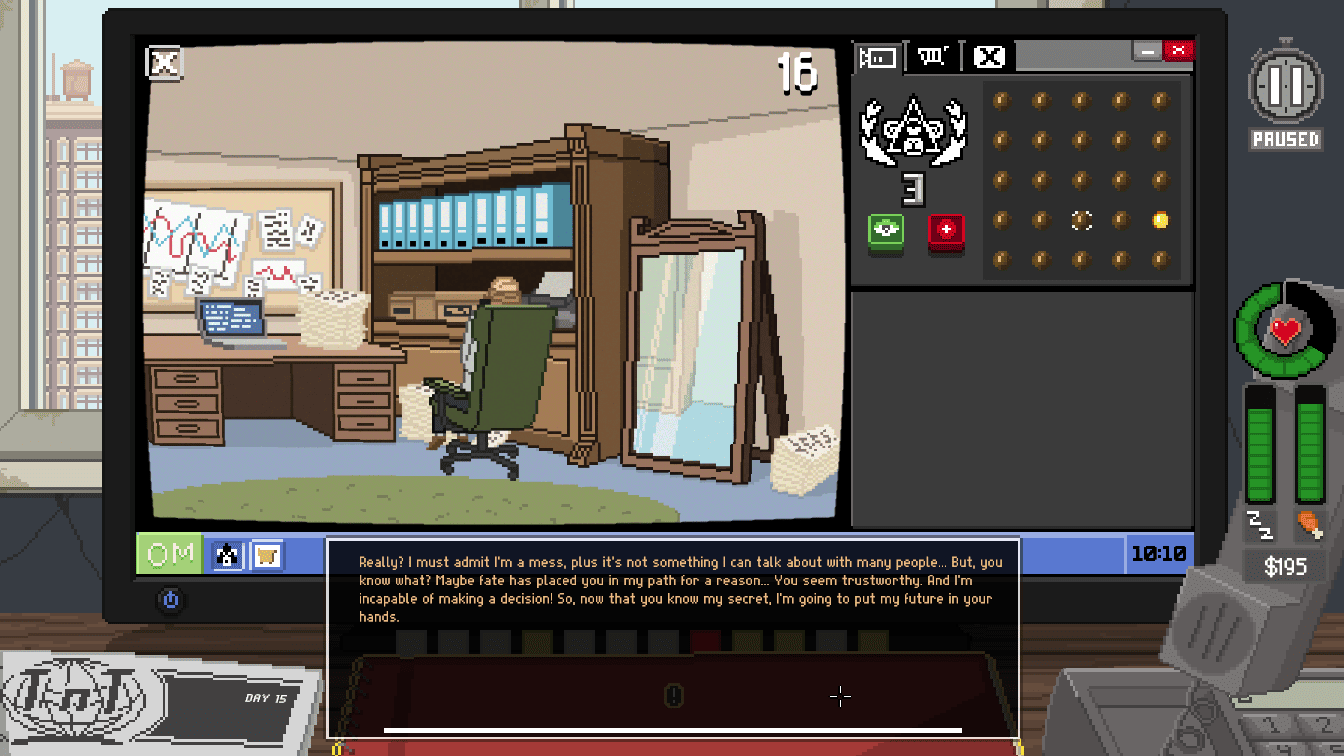 16
3
PAUSED
OM
10:10
$195
Really? I must admit I'm a mess, plus it's not something I can talk about with many people... But, you
know what? Maybe fate has placed you in my path for a reason... You seem trustworthy. And I'm
incapable of making a decision! So, now that you know my secret, I'm going to put my future in your
hands.
TnT
DAY 15
1 2